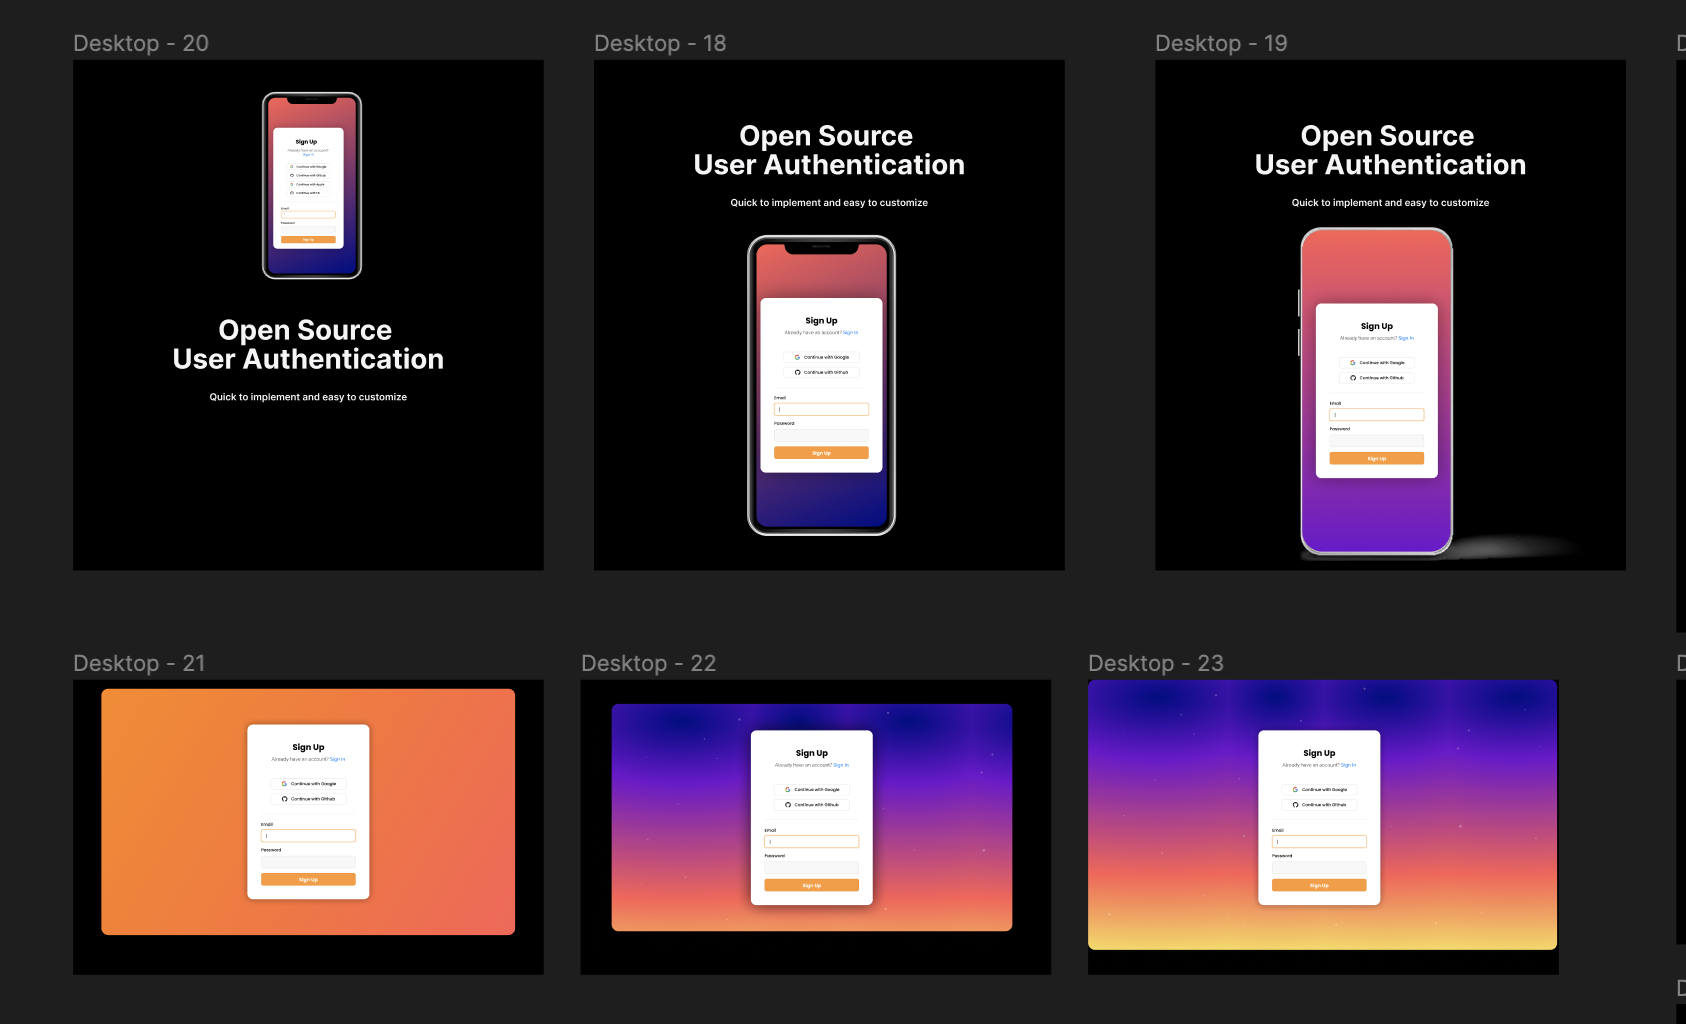 Desktop - 20
Sign Up
Already have an account?
Sign In
Continue with Google
Continue with Github
Continue with Apple
Email
Password
Sign Up
Open Source
User Authentication
Quick to implement and easy to customize
Desktop - 18
Open Source
User Authentication
Quick to implement and easy to customize
Sign Up
Already have an account? Sign In
Continue with Google
Continue with Github
Email
Password
Sign Up
Desktop - 19
Open Source
User Authentication
Quick to implement and easy to customize
Sign Up
Already have an account? Sign In
Continue with Google
Continue with Github
Email
Password
Sign Up
Desktop - 21
Sign Up
Already have an account? Sign In
Continue with Google
Continue with Github
Email
Password
Sign Up
Desktop - 22
Sign Up
Already have an account? Sign In
Continue with Google
Continue with Github
Email
Password
Sign Up
Desktop - 23
Sign Up
Already have an account? Sign In
Continue with Google
Continue with Github
Email
Password
Sign Up